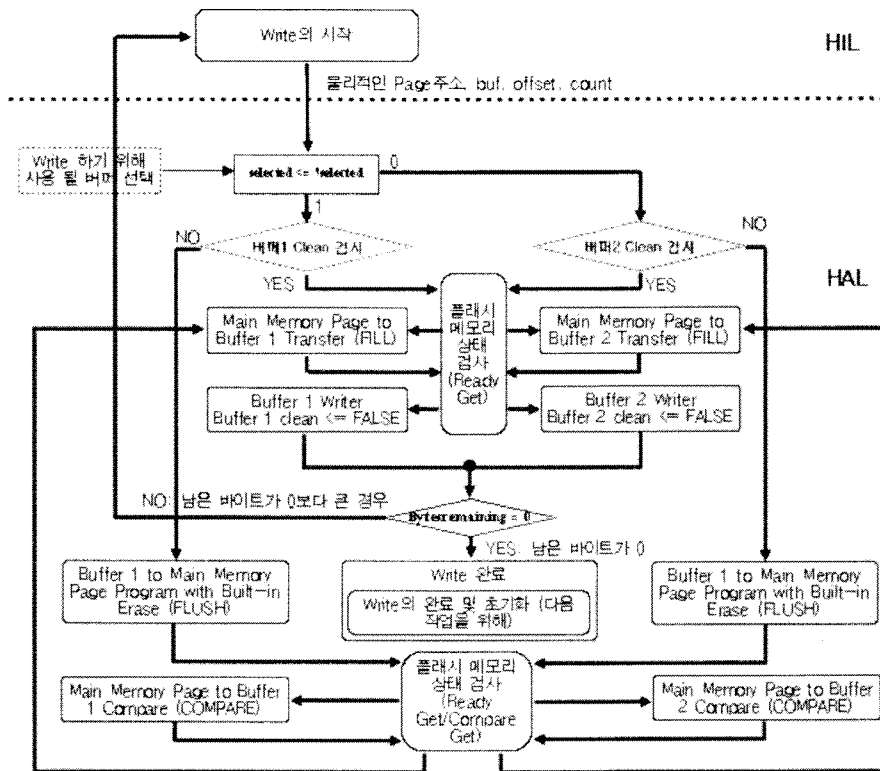 Write의 시작
HIL
물리적인 Page주소, buf, offset, count
Write 하기 위해
사용 될 버퍼 선택
selected <= !selected
0
1
NO
버퍼1 Clean 검사
버퍼2 Clean 검사
NO
YES
YES
HAL
플래시
메모리
상태
검사
(Ready
Get)
Main Memory Page to
Buffer 1 Transfer (FILL)
Main Memory Page to
Buffer 2 Transfer (FILL)
Buffer 1 Writer
Buffer 1 clean <= FALSE
Buffer 2 Writer
Buffer 2 clean <= FALSE
NO: 남은 바이트가 0보다 큰 경우
Bytesremaining = 0
YES: 남은 바이트가 0
Buffer 1 to Main Memory
Page Program with Built-in
Erase (FLUSH)
Write 완료
Write의 완료 및 초기화 (다음
작업을 위해)
Buffer 1 to Main Memory
Page Program with Built-in
Erase (FLUSH)
플래시 메모리
상태 검사
(Ready
Get/Compare
Get)
Main Memory Page to Buffer
1 Compare (COMPARE)
Main Memory Page to Buffer
2 Compare (COMPARE)